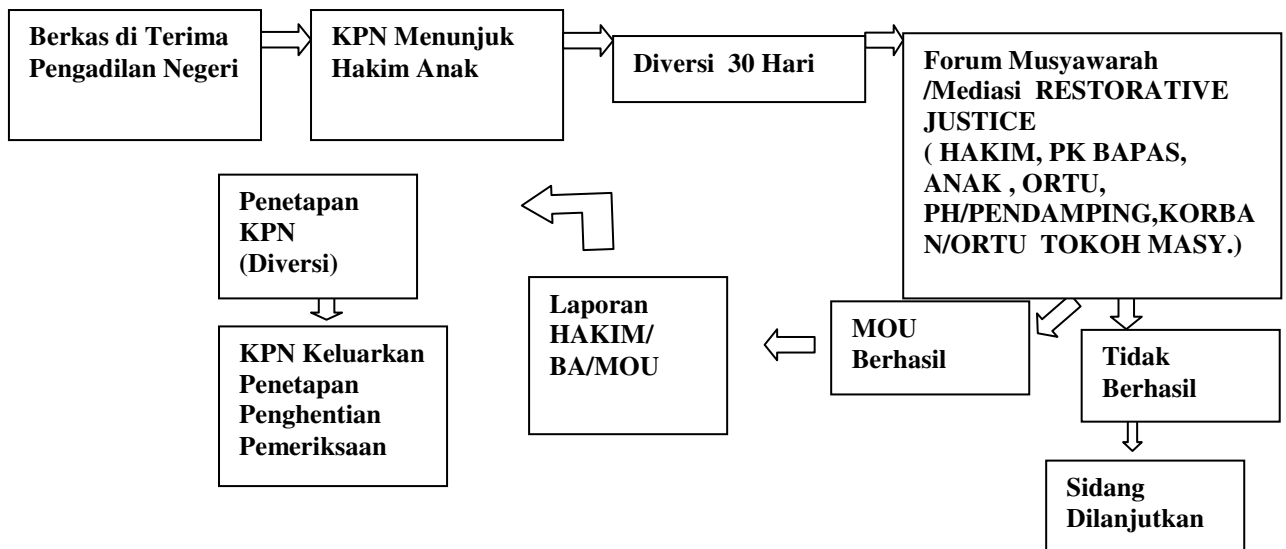 Berkas di Terima
Pengadilan Negeri
KPN Menunjuk
Hakim Anak
Diversi 30 Hari
Forum Musyawarah
/Mediasi RESTORATIVE
JUSTICE
( HAKIM, PK BAPAS,
ANAK , ORTU,
PH/PENDAMPING,KORBA
N/ORTU TOKOH MASY.)
MOU
Berhasil
Tidak
Berhasil
Sidang
Dilanjutkan
Laporan
HAKIM/
BA/MOU
Penetapan
KPN
(Diversi)
KPN Keluarkan
Penetapan
Penghentian
Pemeriksaan